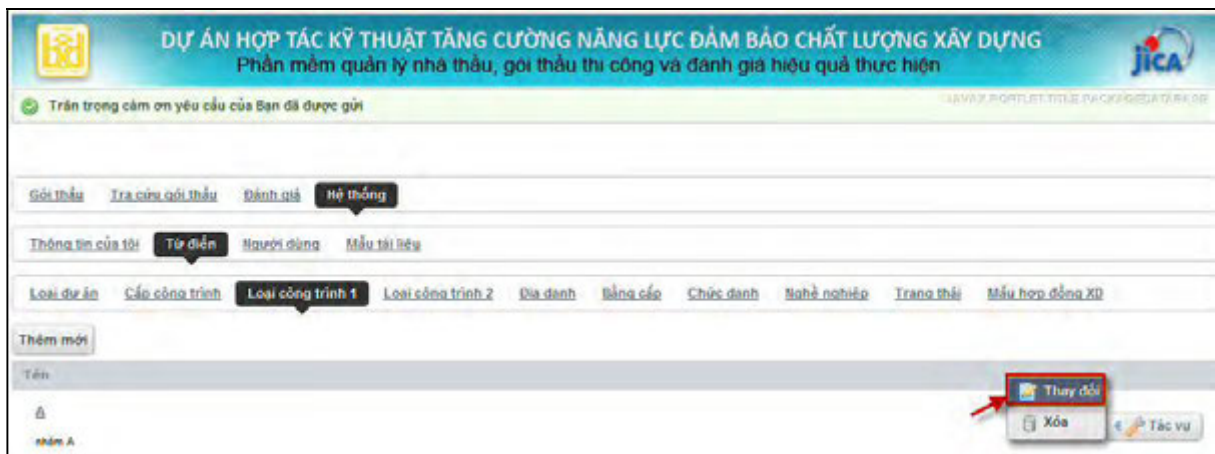 DỰ ÁN HỢP TÁC KỸ THUẬT TĂNG CƯỜNG NĂNG LỰC ĐẢM BẢO CHẤT LƯỢNG XÂY DỰNG
Phần mềm quản lý nhà thầu, gói thầu thi công và đánh giá hiệu quả thực hiện
jICA
Trân trọng cảm ơn yêu cầu của Bạn đã được gửi
Gói thầu Tra cứu gói thầu Đánh giá Hệ thống
Thông tin của tôi Từ điển Người dùng Mẫu tài liệu
Loại dự án Cấp công trình Loại công trình 1 Loại công trình 2 Địa danh Bằng cấp Chức danh Nghề nghiệp Trạng thái Mẫu hợp đồng XD
Thêm mới
Tên
Thay đổi
A
Xóa
Tác vụ
nhóm A